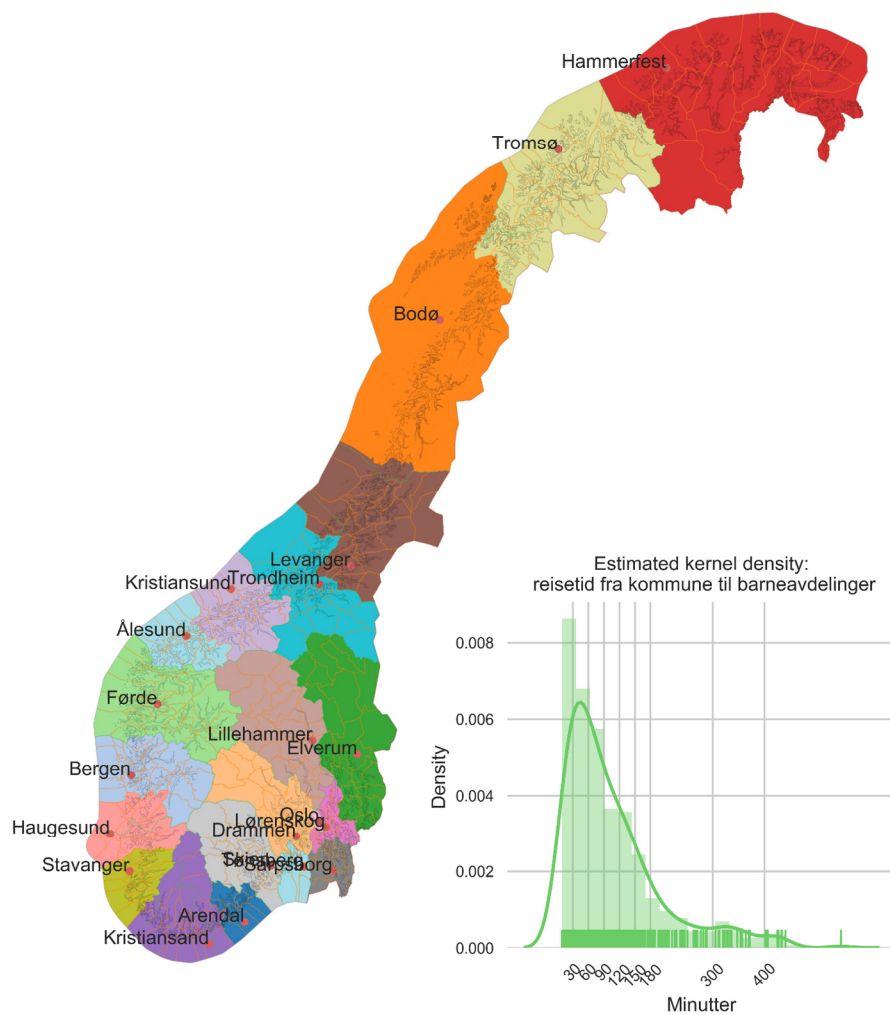 Hammerfest
Tromsø
Bodø
Levanger
Kristiansund
Trondheim
Ålesund
Førde
Lillehammer
Elverum
Bergen
Oslo
Lørenskog
Haugesund
Drammen
Sarpsborg
Stavanger
Arendal
Kristiansand
Estimated kernel density:
reisetid fra kommune til barneavdelinger
0.008
0.006
0.004
0.002
0.000
Density
30
60
90
120
150
180
300
400
Minutter